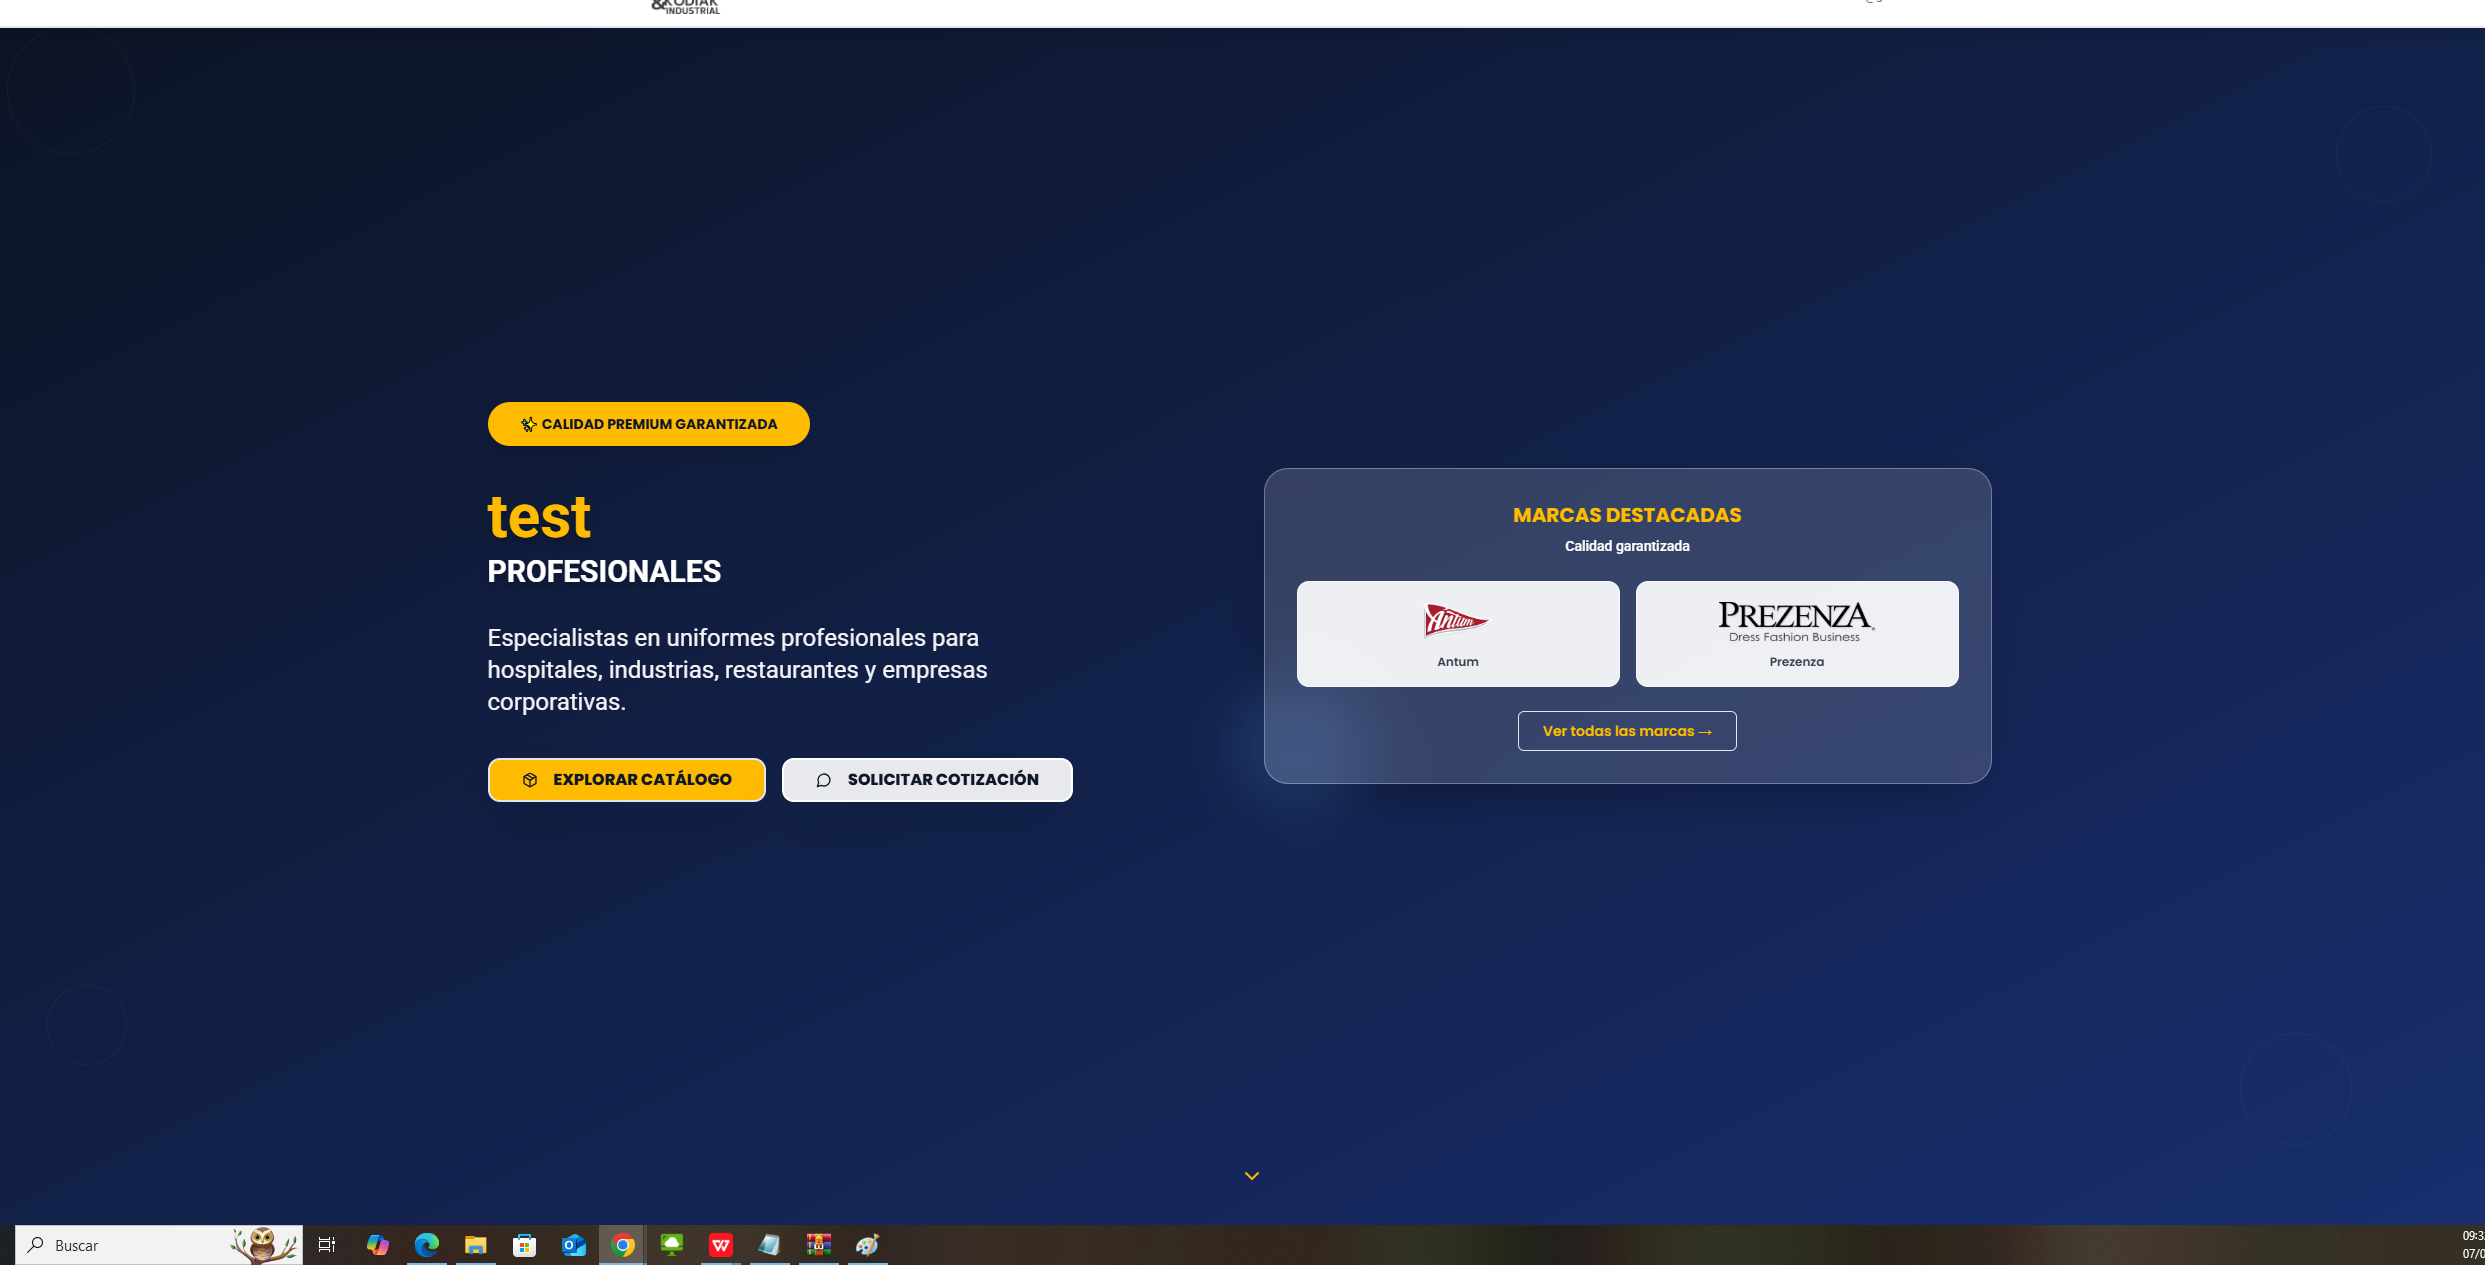 &KODIAK
INDUSTRIAL
✨ CALIDAD PREMIUM GARANTIZADA
test
PROFESIONALES
Especialistas en uniformes profesionales para
hospitales, industrias, restaurantes y empresas
corporativas.
EXPLORAR CATÁLOGO
SOLICITAR COTIZACIÓN
MARCAS DESTACADAS
Calidad garantizada
Antum
Antum
PREZENZA
Dress Fashion Business
Prezenza
Ver todas las marcas →
Buscar
09:3
07/0